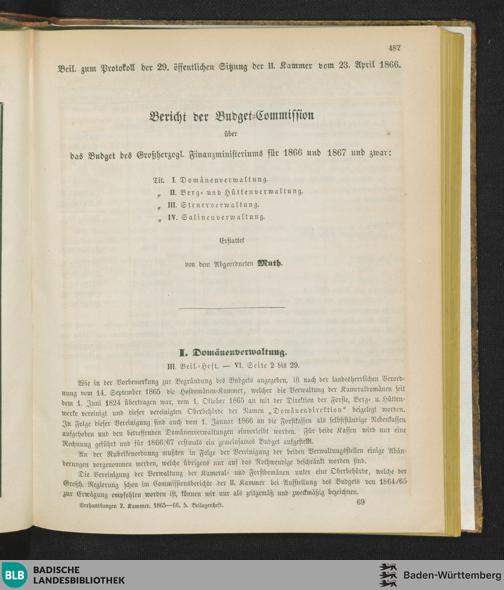 487
Beil. zum Protokoll der 29. öffentlichen Sitzung der II. Kammer vom 23. April 1866.
Bericht der Budget-Commission
über
das Budget des Großherzogl. Finanzministeriums für 1866 und 1867 und zwar:
Tit. I. Domänenverwaltung.
„ II. Berg- und Hüttenverwaltung.
„ III. Steuerverwaltung.
„ IV. Salinenverwaltung.
Erstattet
von dem Abgeordneten Muth.
I. Domänenverwaltung.
III. Beil.-Heft. — VI. Seite 2 bis 29.
Wie in der Vorbemerkung zur Begründung des Budgets angegeben, ist nach der landesherrlichen Verord-
nung vom 14. September 1865 die Hofdomänen-Kammer, welcher die Verwaltung der Kameraldomänen seit
dem 1. Juni 1824 übertragen war, vom 1. Oktober 1865 an mit der Direktion der Forste, Berg- u. Hütten-
werke vereinigt und dieser vereinigten Oberbehörde der Namen „Domänendirektion" beigelegt worden.
In Folge dieser Vereinigung sind auch vom 1. Januar 1866 an die Forstkassen als selbstständige Nebenkassen
aufgehoben und den betreffenden Domänenverwaltungen einverleibt worden. Für beide Kassen wird nur eine
Rechnung geführt und für 1866/67 erstmals ein gemeinsames Budget aufgestellt.
An der Rubrikenordnung mußten in Folge der Vereinigung der beiden Verwaltungsstellen einige Abän-
derungen vorgenommen werden, welche übrigens nur auf das Nothwendige beschränkt worden sind.
Die Vereinigung der Verwaltung der Kameral- und Forstdomänen unter eine Oberbehörde, welche der
Großh. Regierung schon im Commissionsberichte der II. Kammer bei Aufstellung des Budgets von 1864/65
zur Erwägung empfohlen worden ist, können wir nur als zeitgemäß und zweckmäßig bezeichnen.
Verhandlungen 2. Kammer. 1865—66. 5. Beilagenheft. 69
BLB BADISCHE
LANDESBIBLIOTHEK
Baden-Württemberg